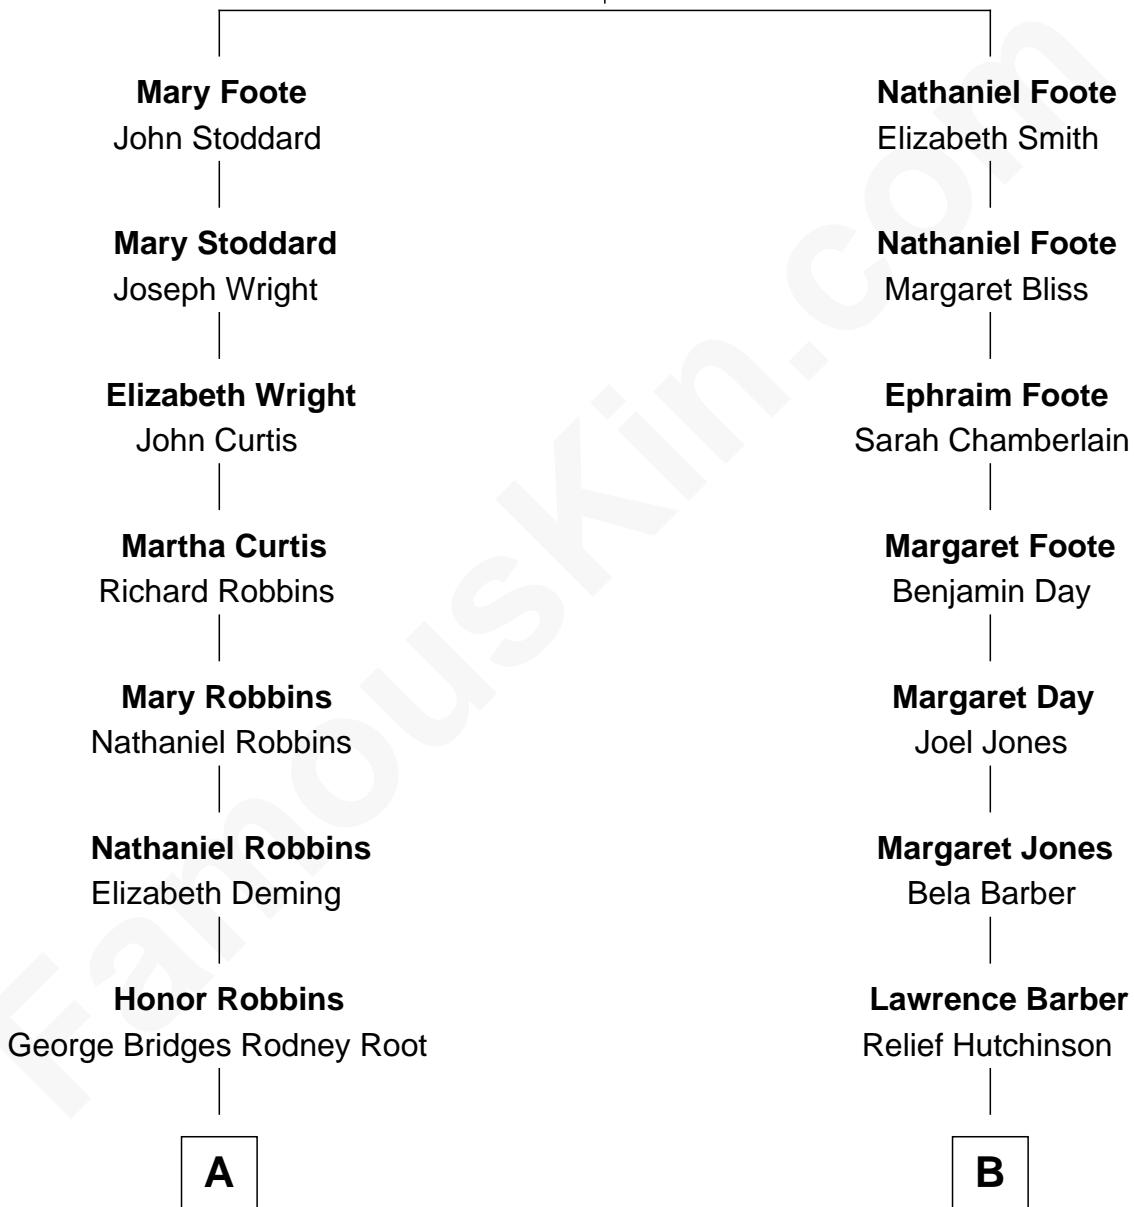 Mary Foote
John Stoddard
Mary Stoddard
Joseph Wright
Elizabeth Wright
John Curtis
Martha Curtis
Richard Robbins
Mary Robbins
Nathaniel Robbins
Nathaniel Robbins
Elizabeth Deming
Honor Robbins
George Bridges Rodney Root
A
Nathaniel Foote
Elizabeth Smith
Nathaniel Foote
Margaret Bliss
Ephraim Foote
Sarah Chamberlain
Margaret Foote
Benjamin Day
Margaret Day
Joel Jones
Margaret Jones
Bela Barber
Lawrence Barber
Relief Hutchinson
B
FamousKin.com